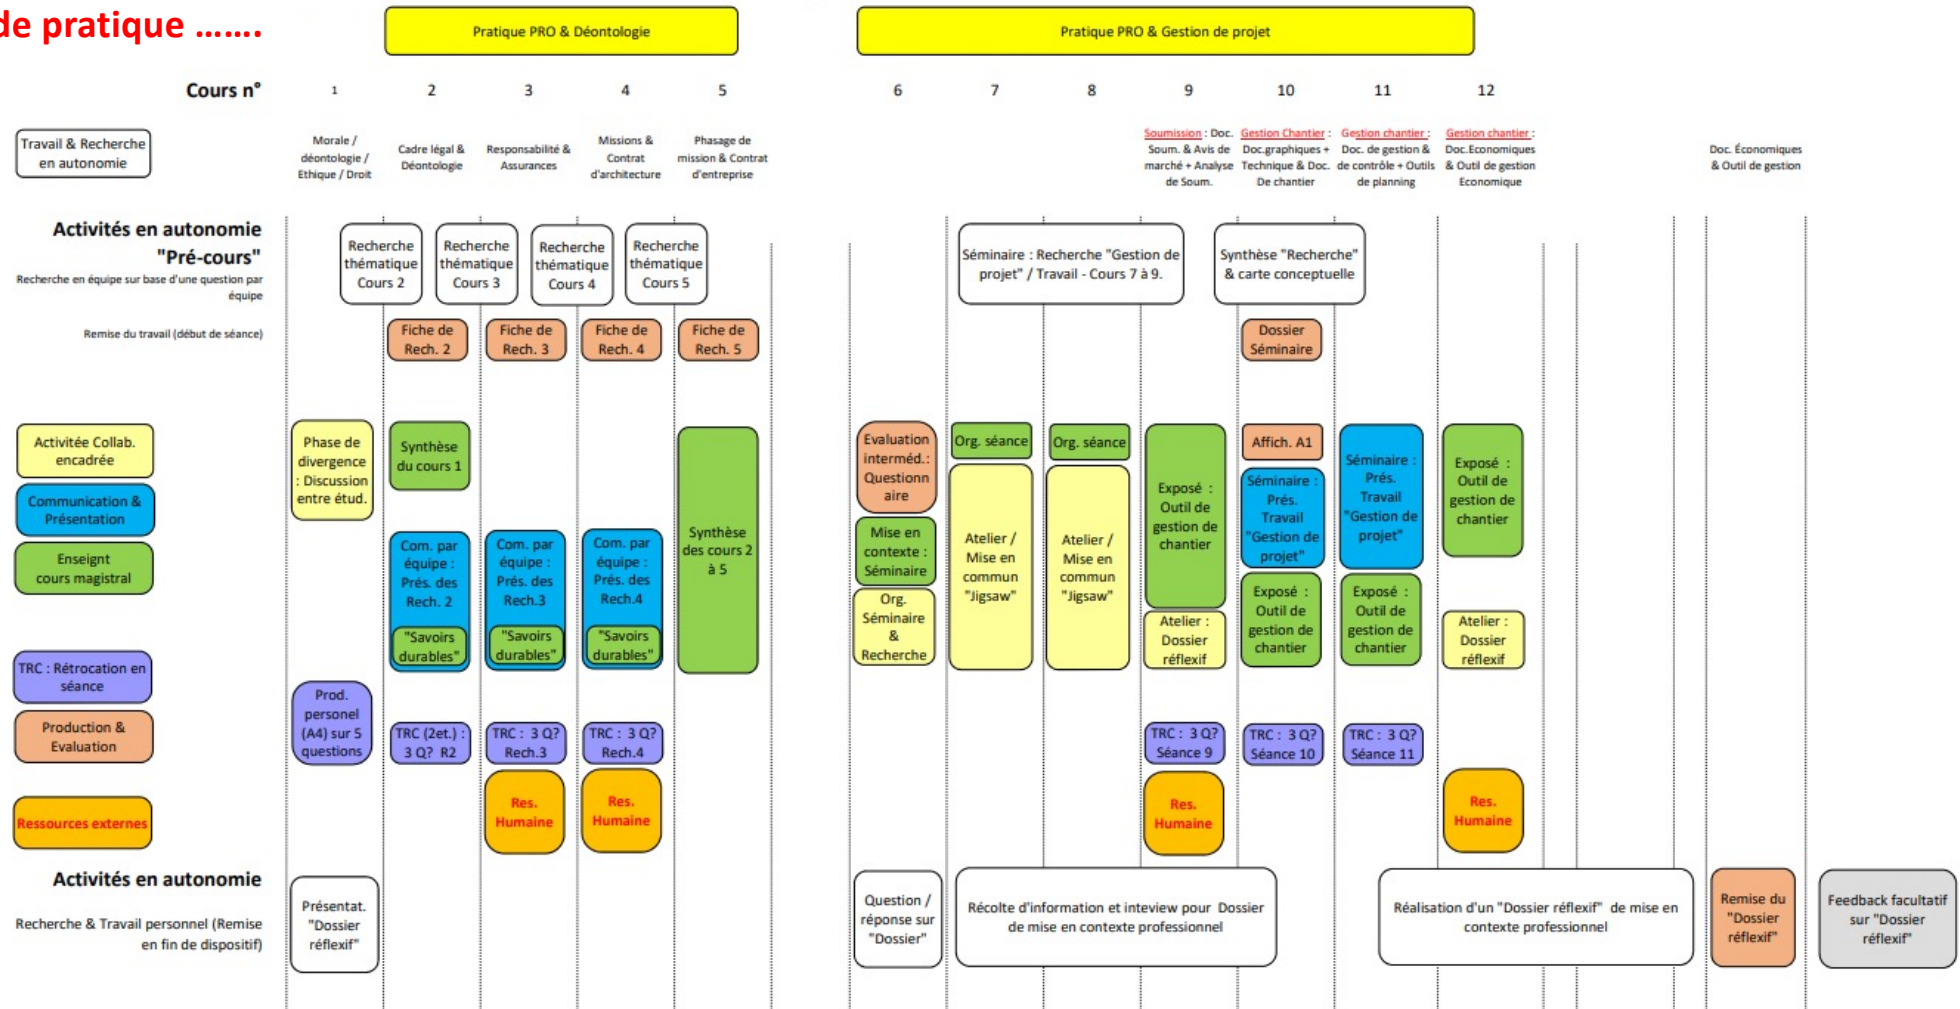 de pratique …….
Pratique PRO & Déontologie
Pratique PRO & Gestion de projet
Cours n°
1
2
3
4
5
6
7
8
9
10
11
12
Travail & Recherche
en autonomie
Morale /
déontologie /
Ethique / Droit
Cadre légal &
Déontologie
Responsabilité &
Assurances
Missions &
Contrat
d'architecture
Phasage de
mission & Contrat
d'entreprise
Soumission : Doc.
Soum. & Avis de
marché + Analyse
de Soum.
Gestion Chantier :
Doc.graphiques +
Technique & Doc.
De chantier
Gestion chantier :
Doc. de gestion &
de contrôle + Outils
de planning
Gestion chantier :
Doc.Economiques
& Outil de gestion
Economique
Doc. Économiques
& Outil de gestion
Activités en autonomie
"Pré-cours"
Recherche en équipe sur base d'une question par
équipe
Recherche
thématique
Cours 2
Recherche
thématique
Cours 3
Recherche
thématique
Cours 4
Recherche
thématique
Cours 5
Séminaire : Recherche "Gestion de
projet" / Travail - Cours 7 à 9.
Synthèse "Recherche"
& carte conceptuelle
Remise du travail (début de séance)
Fiche de
Rech. 2
Fiche de
Rech. 3
Fiche de
Rech. 4
Fiche de
Rech. 5
Dossier
Séminaire
Activitée Collab.
encadrée
Communication &
Présentation
Enseignt
cours magistral
TRC : Rétrocation en
séance
Production &
Evaluation
Ressources externes
Phase de
divergence
: Discussion
entre étud.
Prod.
personel
(A4) sur 5
questions
Synthèse
du cours 1
Com. par
équipe :
Prés. des
Rech. 2
"Savoirs
durables"
TRC (2et.) :
3 Q? R2
Com. par
équipe :
Prés. des
Rech.3
"Savoirs
durables"
TRC : 3 Q?
Rech.3
Res.
Humaine
Com. par
équipe :
Prés. des
Rech.4
"Savoirs
durables"
TRC : 3 Q?
Rech.4
Res.
Humaine
Synthèse
des cours 2
à 5
Evaluation
interméd.:
Questionn
aire
Mise en
contexte :
Séminaire
Org.
Séminaire
&
Recherche
Org. séance
Atelier /
Mise en
commun
"Jigsaw"
Org. séance
Atelier /
Mise en
commun
"Jigsaw"
Exposé :
Outil de
gestion de
chantier
Atelier :
Dossier
réflexif
TRC : 3 Q?
Séance 9
Res.
Humaine
Affich. A1
Séminaire :
Prés.
Travail
"Gestion de
projet"
Exposé :
Outil de
gestion de
chantier
TRC : 3 Q?
Séance 10
Séminaire :
Prés.
Travail
"Gestion de
projet"
Exposé :
Outil de
gestion de
chantier
TRC : 3 Q?
Séance 11
Exposé :
Outil de
gestion de
chantier
Atelier :
Dossier
réflexif
Res.
Humaine
Activités en autonomie
Recherche & Travail personnel (Remise
en fin de dispositif)
Présentat.
"Dossier
réflexif"
Question /
réponse sur
"Dossier"
Récolte d'information et inteview pour Dossier
de mise en contexte professionnel
Réalisation d'un "Dossier réflexif" de mise en
contexte professionnel
Remise du
"Dossier
réflexif"
Feedback facultatif
sur "Dossier
réflexif"